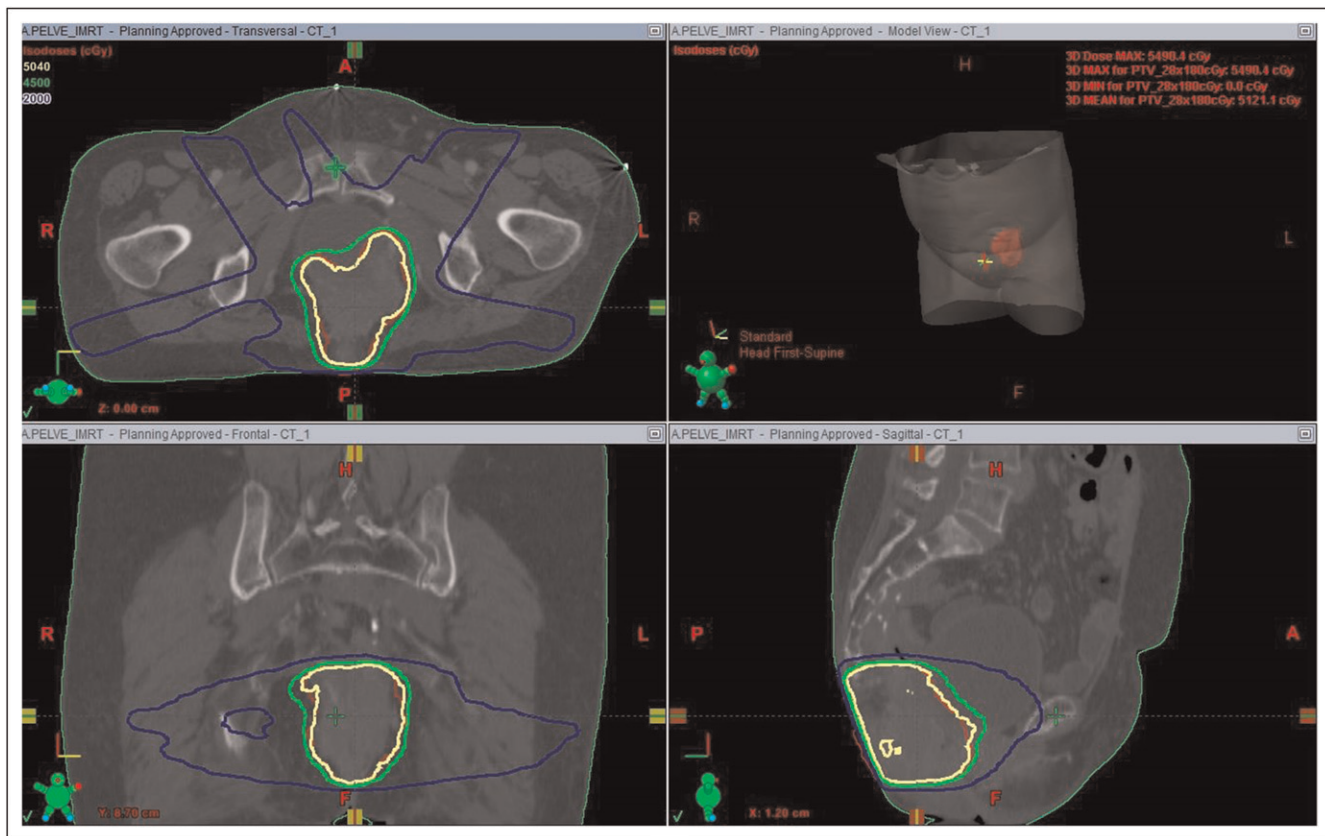 A.PELVE_IMRT - Planning Approved - Transversal - CT_1
Isodoses (cGy)
5040
4500
2000
A
R
L
P
Z: 0.00 cm
A.PELVE_IMRT - Planning Approved - Model View - CT_1
Isodoses (cGy)
3D Dose MAX: 5490.4 cGy
3D MAX for PTV_28x180cGy: 5490.4 cGy
3D MIN for PTV_28x180cGy: 0.0 cGy
3D MEAN for PTV_28x180cGy: 5121.1 cGy
H
R
L
Standard
Head First-Supine
F
A.PELVE_IMRT - Planning Approved - Frontal - CT_1
H
R
L
F
Y: 8.70 cm
A.PELVE_IMRT - Planning Approved - Sagittal - CT_1
H
P
A
F
X: 1.20 cm